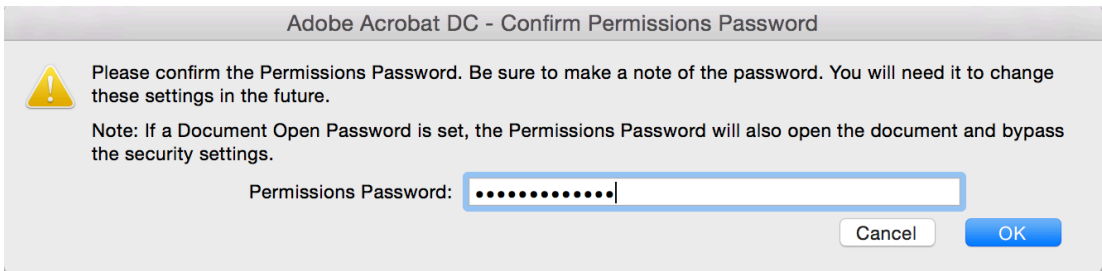 Adobe Acrobat DC - Confirm Permissions Password
Please confirm the Permissions Password. Be sure to make a note of the password. You will need it to change
these settings in the future.
Note: If a Document Open Password is set, the Permissions Password will also open the document and bypass
the security settings.
Permissions Password: •••••••••••••
Cancel OK